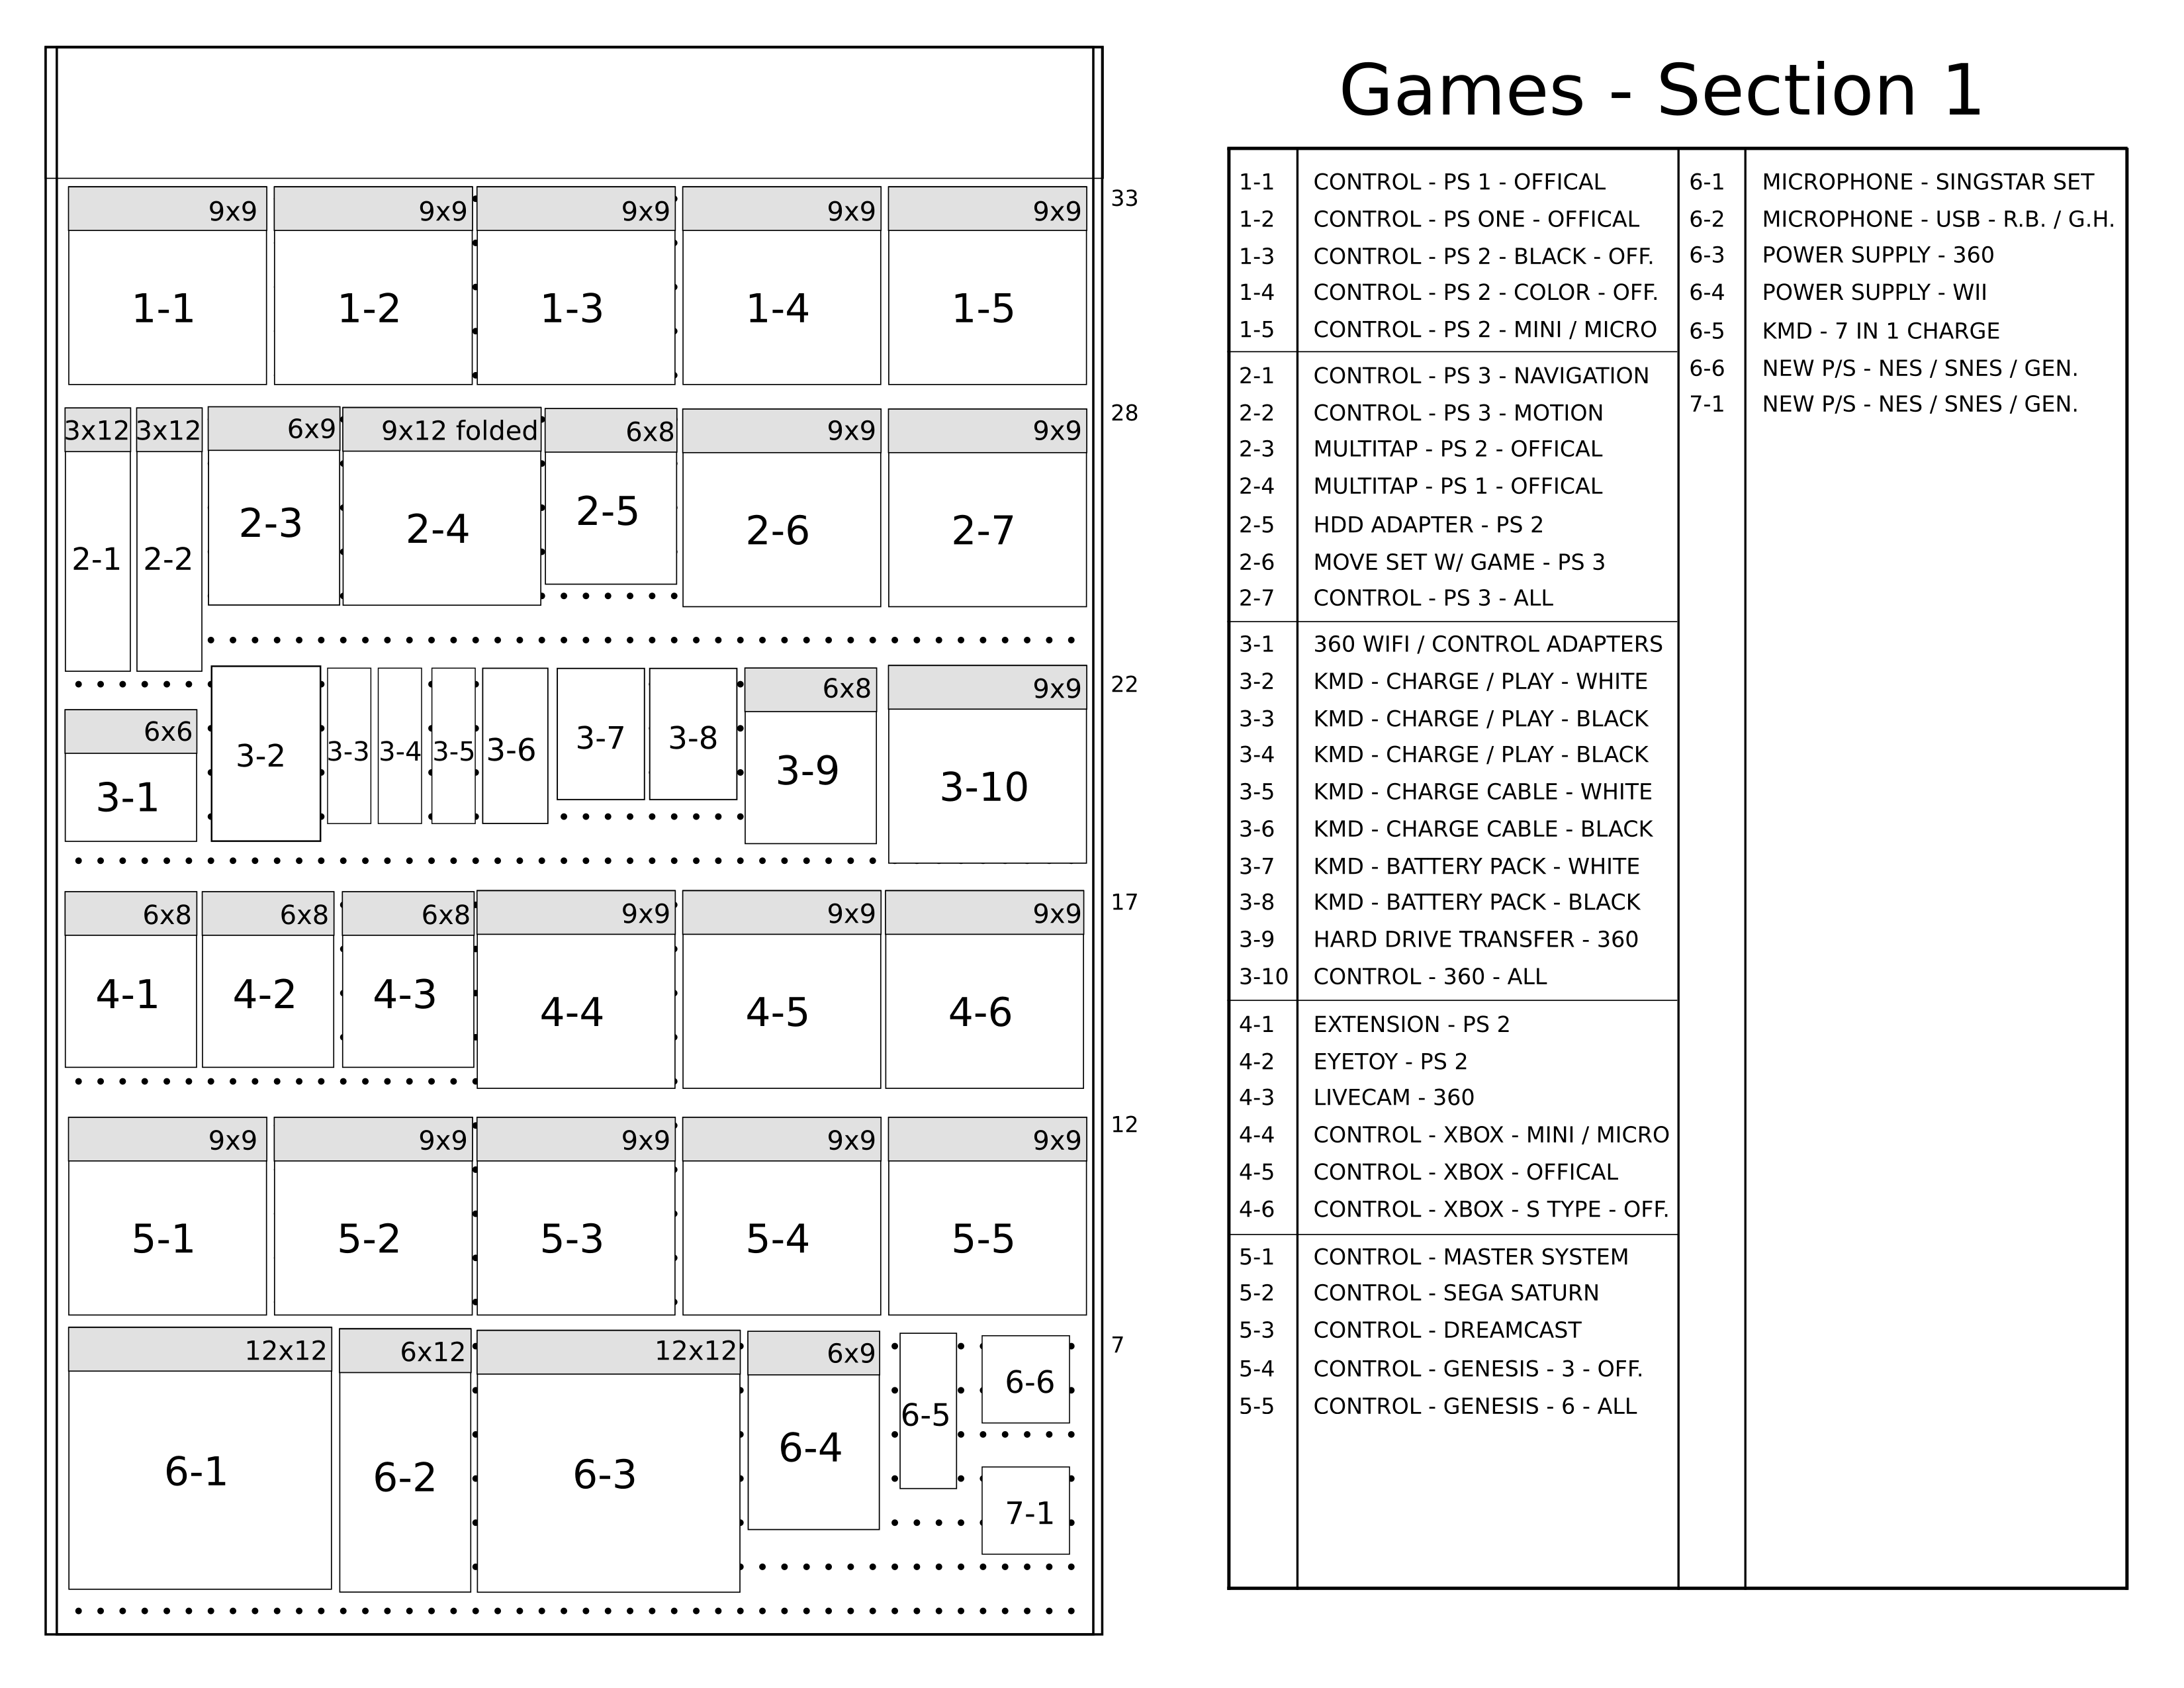 Games - Section 1
9x9 9x9 9x9 9x9 9x9 33
1-1 1-2 1-3 1-4 1-5
3x12 3x12 6x9 9x12 folded 6x8 9x9 9x9 28
2-1 2-2 2-3 2-4 2-5 2-6 2-7
6x6 6x8 9x9 22
3-1 3-2 3-3 3-4 3-5 3-6 3-7 3-8 3-9 3-10
6x8 6x8 6x8 9x9 9x9 9x9 17
4-1 4-2 4-3 4-4 4-5 4-6
9x9 9x9 9x9 9x9 9x9 12
5-1 5-2 5-3 5-4 5-5
12x12 6x12 12x12 6x9 7
6-1 6-2 6-3 6-4 6-5 6-6
7-1
1-1 CONTROL - PS 1 - OFFICAL
1-2 CONTROL - PS ONE - OFFICAL
1-3 CONTROL - PS 2 - BLACK - OFF.
1-4 CONTROL - PS 2 - COLOR - OFF.
1-5 CONTROL - PS 2 - MINI / MICRO
2-1 CONTROL - PS 3 - NAVIGATION
2-2 CONTROL - PS 3 - MOTION
2-3 MULTITAP - PS 2 - OFFICAL
2-4 MULTITAP - PS 1 - OFFICAL
2-5 HDD ADAPTER - PS 2
2-6 MOVE SET W/ GAME - PS 3
2-7 CONTROL - PS 3 - ALL
3-1 360 WIFI / CONTROL ADAPTERS
3-2 KMD - CHARGE / PLAY - WHITE
3-3 KMD - CHARGE / PLAY - BLACK
3-4 KMD - CHARGE / PLAY - BLACK
3-5 KMD - CHARGE CABLE - WHITE
3-6 KMD - CHARGE CABLE - BLACK
3-7 KMD - BATTERY PACK - WHITE
3-8 KMD - BATTERY PACK - BLACK
3-9 HARD DRIVE TRANSFER - 360
3-10 CONTROL - 360 - ALL
4-1 EXTENSION - PS 2
4-2 EYETOY - PS 2
4-3 LIVECAM - 360
4-4 CONTROL - XBOX - MINI / MICRO
4-5 CONTROL - XBOX - OFFICAL
4-6 CONTROL - XBOX - S TYPE - OFF.
5-1 CONTROL - MASTER SYSTEM
5-2 CONTROL - SEGA SATURN
5-3 CONTROL - DREAMCAST
5-4 CONTROL - GENESIS - 3 - OFF.
5-5 CONTROL - GENESIS - 6 - ALL
6-1 MICROPHONE - SINGSTAR SET
6-2 MICROPHONE - USB - R.B. / G.H.
6-3 POWER SUPPLY - 360
6-4 POWER SUPPLY - WII
6-5 KMD - 7 IN 1 CHARGE
6-6 NEW P/S - NES / SNES / GEN.
7-1 NEW P/S - NES / SNES / GEN.